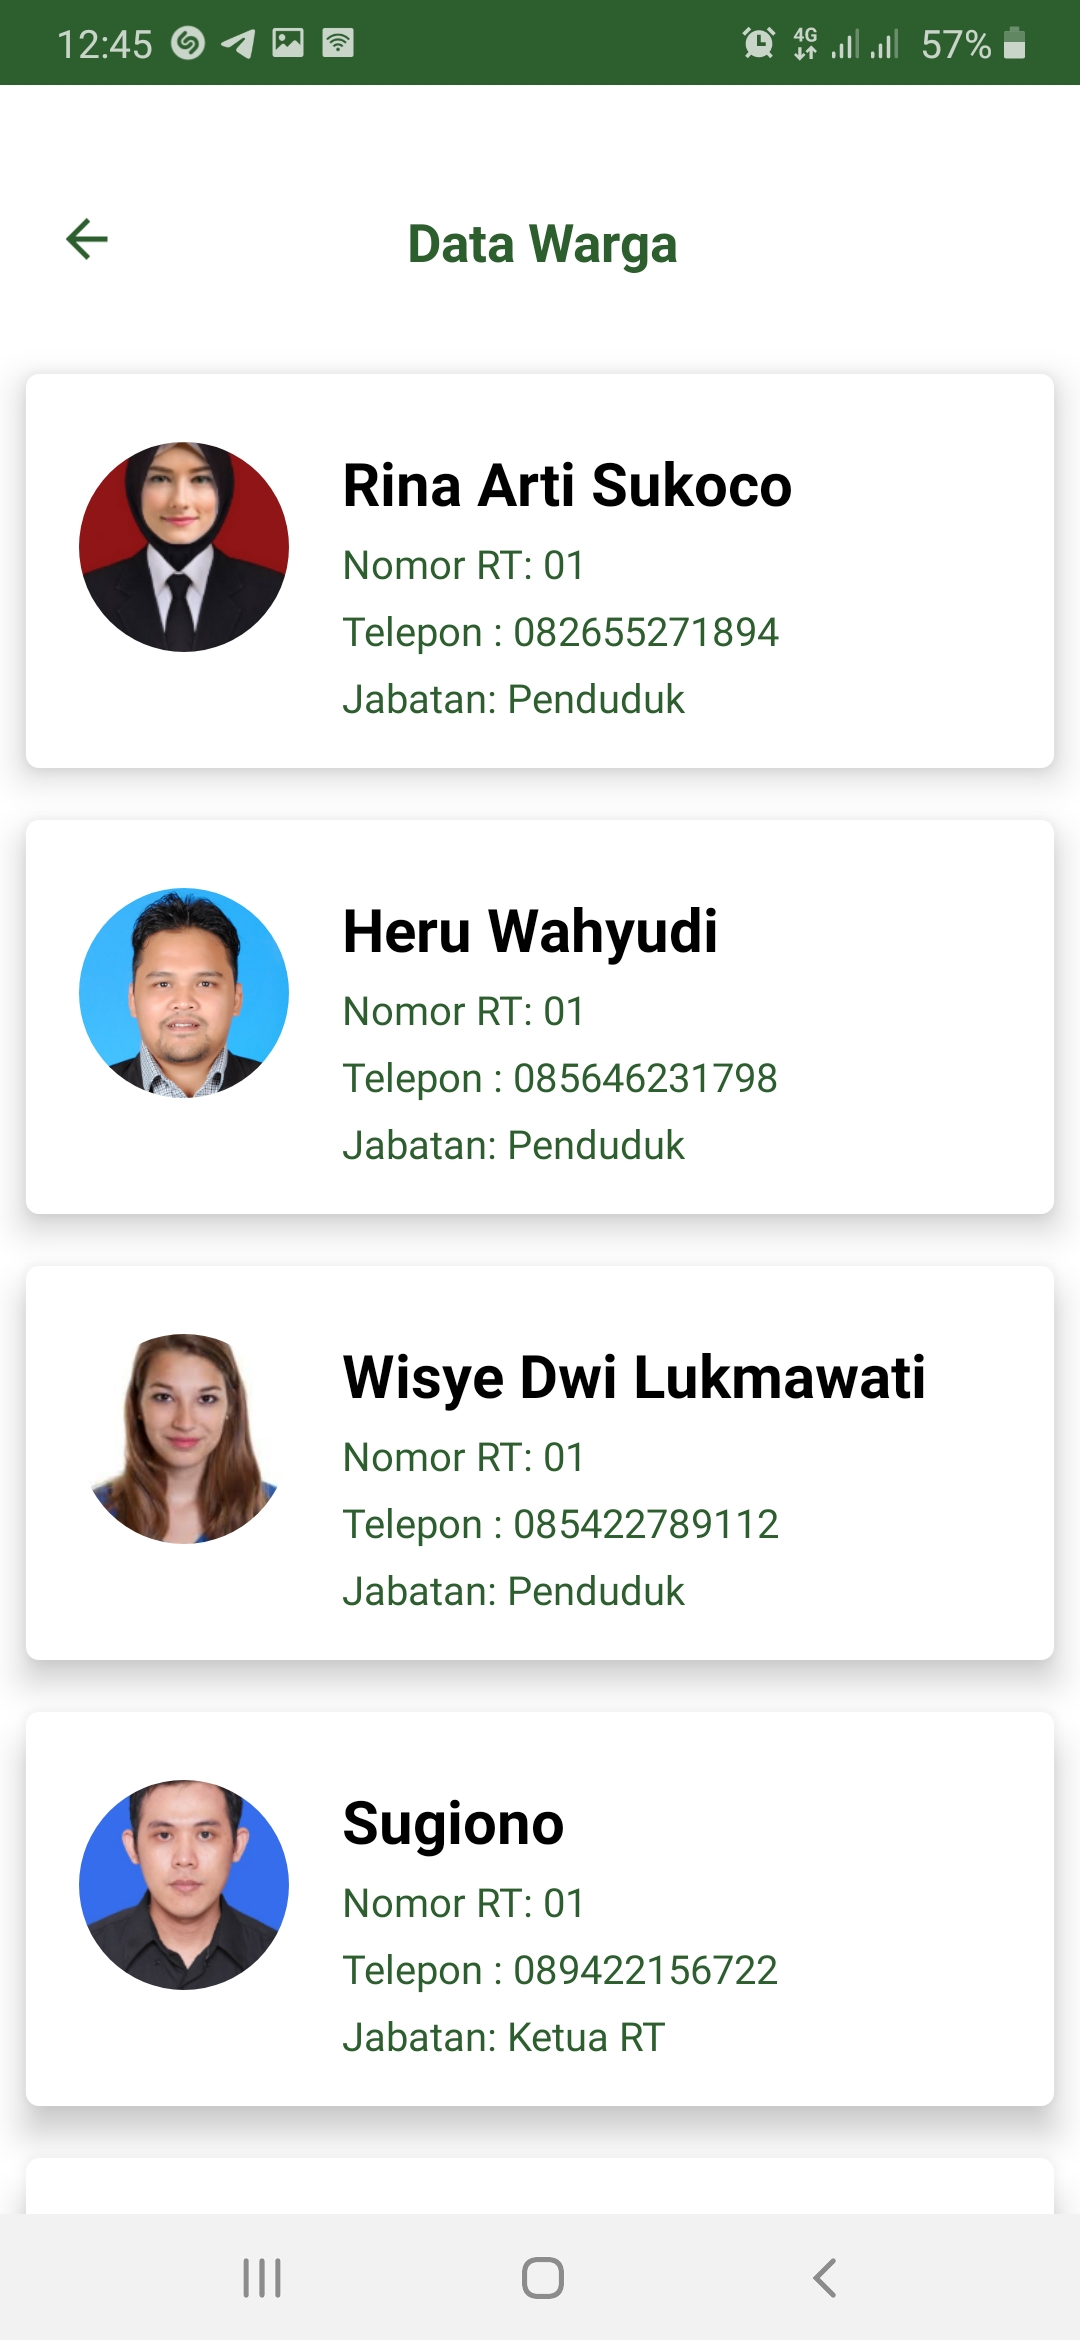 12:45
4G
57%
Data Warga
Rina Arti Sukoco
Nomor RT: 01
Telepon : 082655271894
Jabatan: Penduduk
Heru Wahyudi
Nomor RT: 01
Telepon : 085646231798
Jabatan: Penduduk
Wisye Dwi Lukmawati
Nomor RT: 01
Telepon : 085422789112
Jabatan: Penduduk
Sugiono
Nomor RT: 01
Telepon : 089422156722
Jabatan: Ketua RT